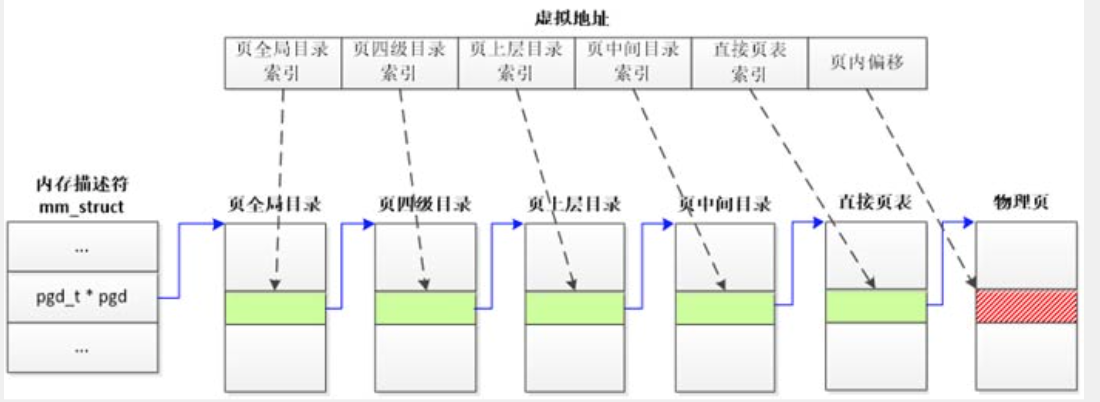 虚拟地址
页全局目录
索引
页四级目录
索引
页上层目录
索引
页中间目录
索引
直接页表
索引
页内偏移
内存描述符
mm_struct
...
pgd_t * pgd
...
页全局目录
页四级目录
页上层目录
页中间目录
直接页表
物理页